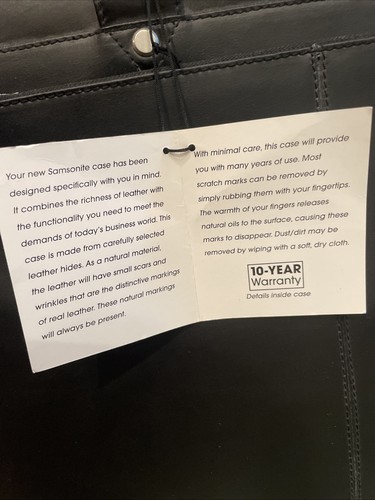 Your new Samsonite case has been
designed specifically with you in mind.
It combines the richness of leather with
the functionality you need to meet the
demands of today's business world. This
case is made from carefully selected
leather hides. As a natural material,
the leather will have small scars and
wrinkles that are the distinctive markings
of real leather. These natural markings
will always be present.
With minimal care, this case will provide
you with many years of use. Most
scratch marks can be removed by
simply rubbing them with your fingertips.
The warmth of your fingers releases
natural oils to the surface, causing these
marks to disappear. Dust/dirt may be
removed by wiping with a soft, dry cloth.
10-YEAR
Warranty
Details inside case